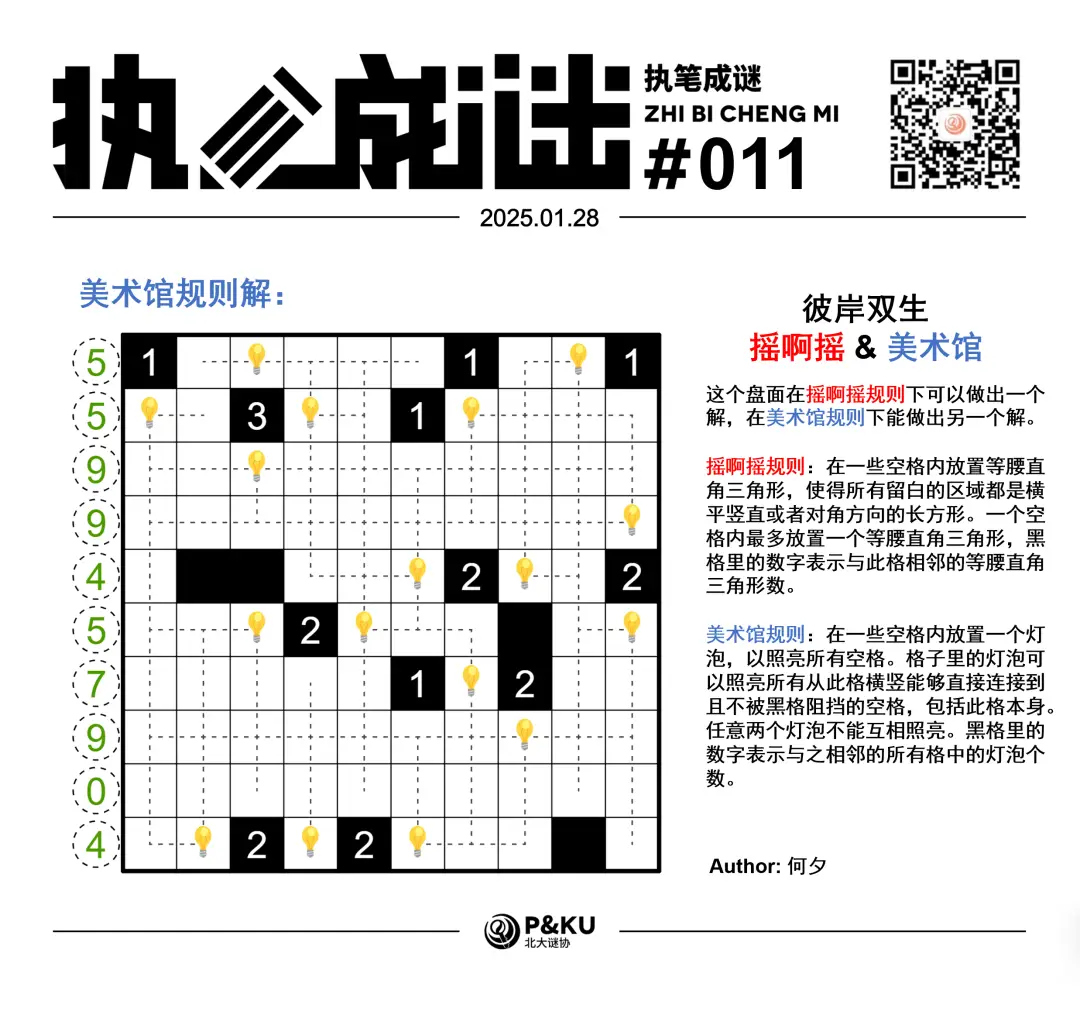 执笔成谜
执笔成谜
ZHI BI CHENG MI
#011
2025.01.28
美术馆规则解：
5 1 1 1
5 3 1
9
9
4 2 2
5 2
7 1 2
9
0
4 2 2
彼岸双生
摇啊摇 & 美术馆
这个盘面在摇啊摇规则下可以做出一个
解，在美术馆规则下能做出另一个解。
摇啊摇规则：在一些空格内放置等腰直
角三角形，使得所有留白的区域都是横
平竖直或者对角方向的长方形。一个空
格内最多放置一个等腰直角三角形，黑
格里的数字表示与此格相邻的等腰直角
三角形数。
美术馆规则：在一些空格内放置一个灯
泡，以照亮所有空格。格子里的灯泡可
以照亮所有从此格横竖能够直接连接到
且不被黑格阻挡的空格，包括此格本身。
任意两个灯泡不能互相照亮。黑格里的
数字表示与之相邻的所有格中的灯泡个
数。
Author: 何夕
P&KU
北大谜协